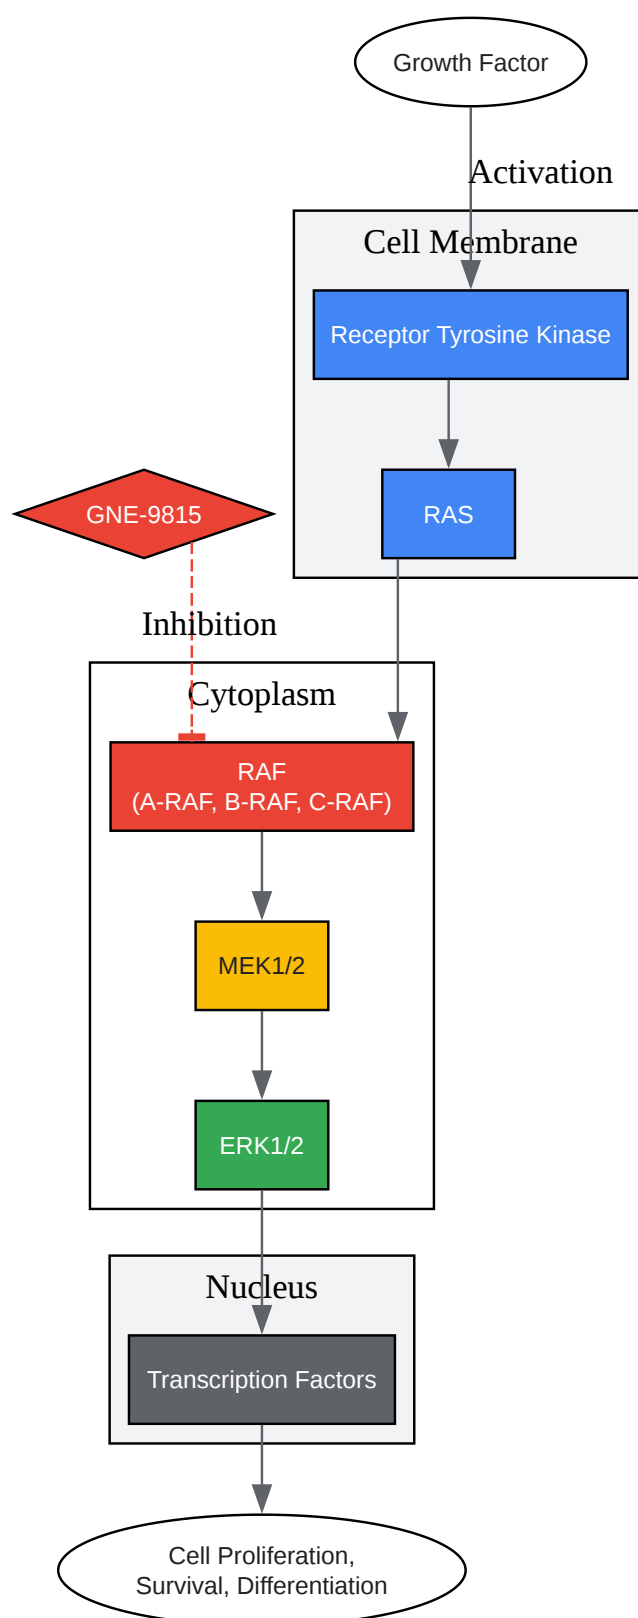 Growth Factor
Activation
Cell Membrane
Receptor Tyrosine Kinase
RAS
GNE-9815
Inhibition
Cytoplasm
RAF
(A-RAF, B-RAF, C-RAF)
MEK1/2
ERK1/2
Nucleus
Transcription Factors
Cell Proliferation,
Survival, Differentiation